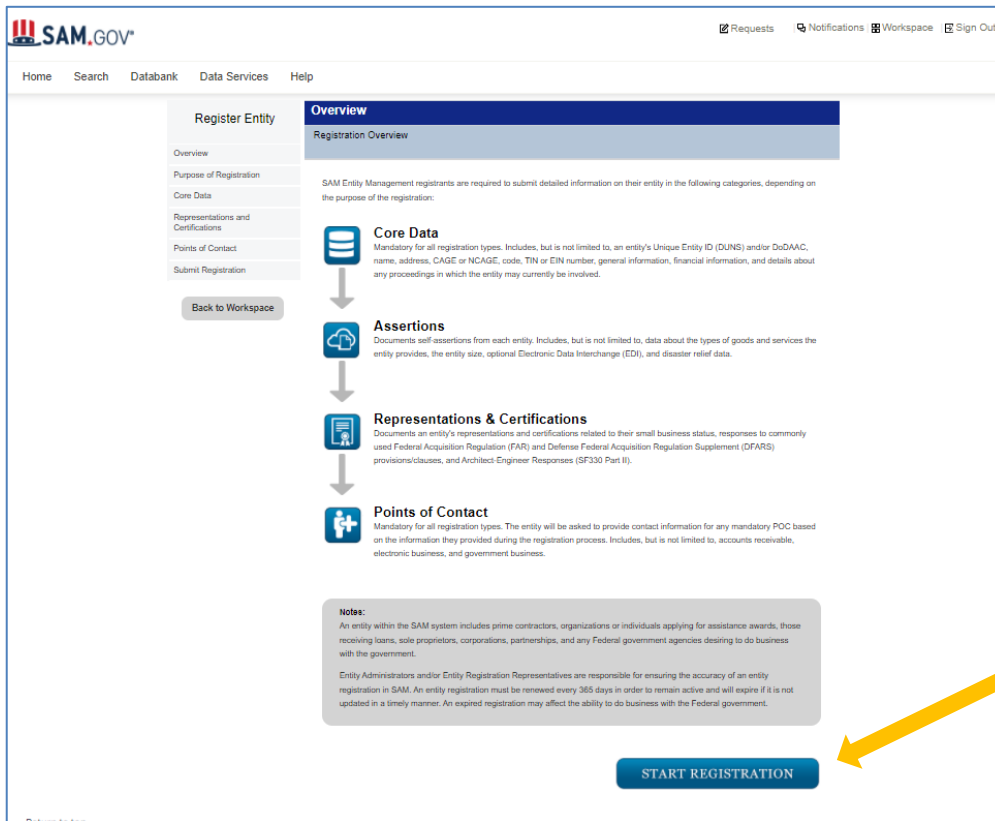 SAM.GOV®
Requests Notifications Workspace Sign Out
Home Search Databank Data Services Help
Register Entity
Overview
Purpose of Registration
Core Data
Representations and
Certifications
Points of Contact
Submit Registration
Back to Workspace
Overview
Registration Overview
SAM Entity Management registrants are required to submit detailed information on their entity in the following categories, depending on
the purpose of the registration:
Core Data
Mandatory for all registration types. Includes, but is not limited to, an entity's Unique Entity ID (DUNS) and/or DoDAAC,
name, address, CAGE or NCAGE, code, TIN or EIN number, general information, financial information, and details about
any proceedings in which the entity may currently be involved.
Assertions
Documents self-assertions from each entity. Includes, but is not limited to, data about the types of goods and services the
entity provides, the entity size, optional Electronic Data Interchange (EDI), and disaster relief data.
Representations & Certifications
Documents an entity's representations and certifications related to their small business status, responses to commonly
used Federal Acquisition Regulation (FAR) and Defense Federal Acquisition Regulation Supplement (DFARS)
provisions/clauses, and Architect-Engineer Responses (SF330 Part II).
Points of Contact
Mandatory for all registration types. The entity will be asked to provide contact information for any mandatory POC based
on the information they provided during the registration process. Includes, but is not limited to, accounts receivable,
electronic business, and government business.
Notes:
An entity within the SAM system includes prime contractors, organizations or individuals applying for assistance awards, those
receiving loans, sole proprietors, corporations, partnerships, and any Federal government agencies desiring to do business
with the government.
Entity Administrators and/or Entity Registration Representatives are responsible for ensuring the accuracy of an entity
registration in SAM. An entity registration must be renewed every 365 days in order to remain active and will expire if it is not
updated in a timely manner. An expired registration may affect the ability to do business with the Federal government.
START REGISTRATION